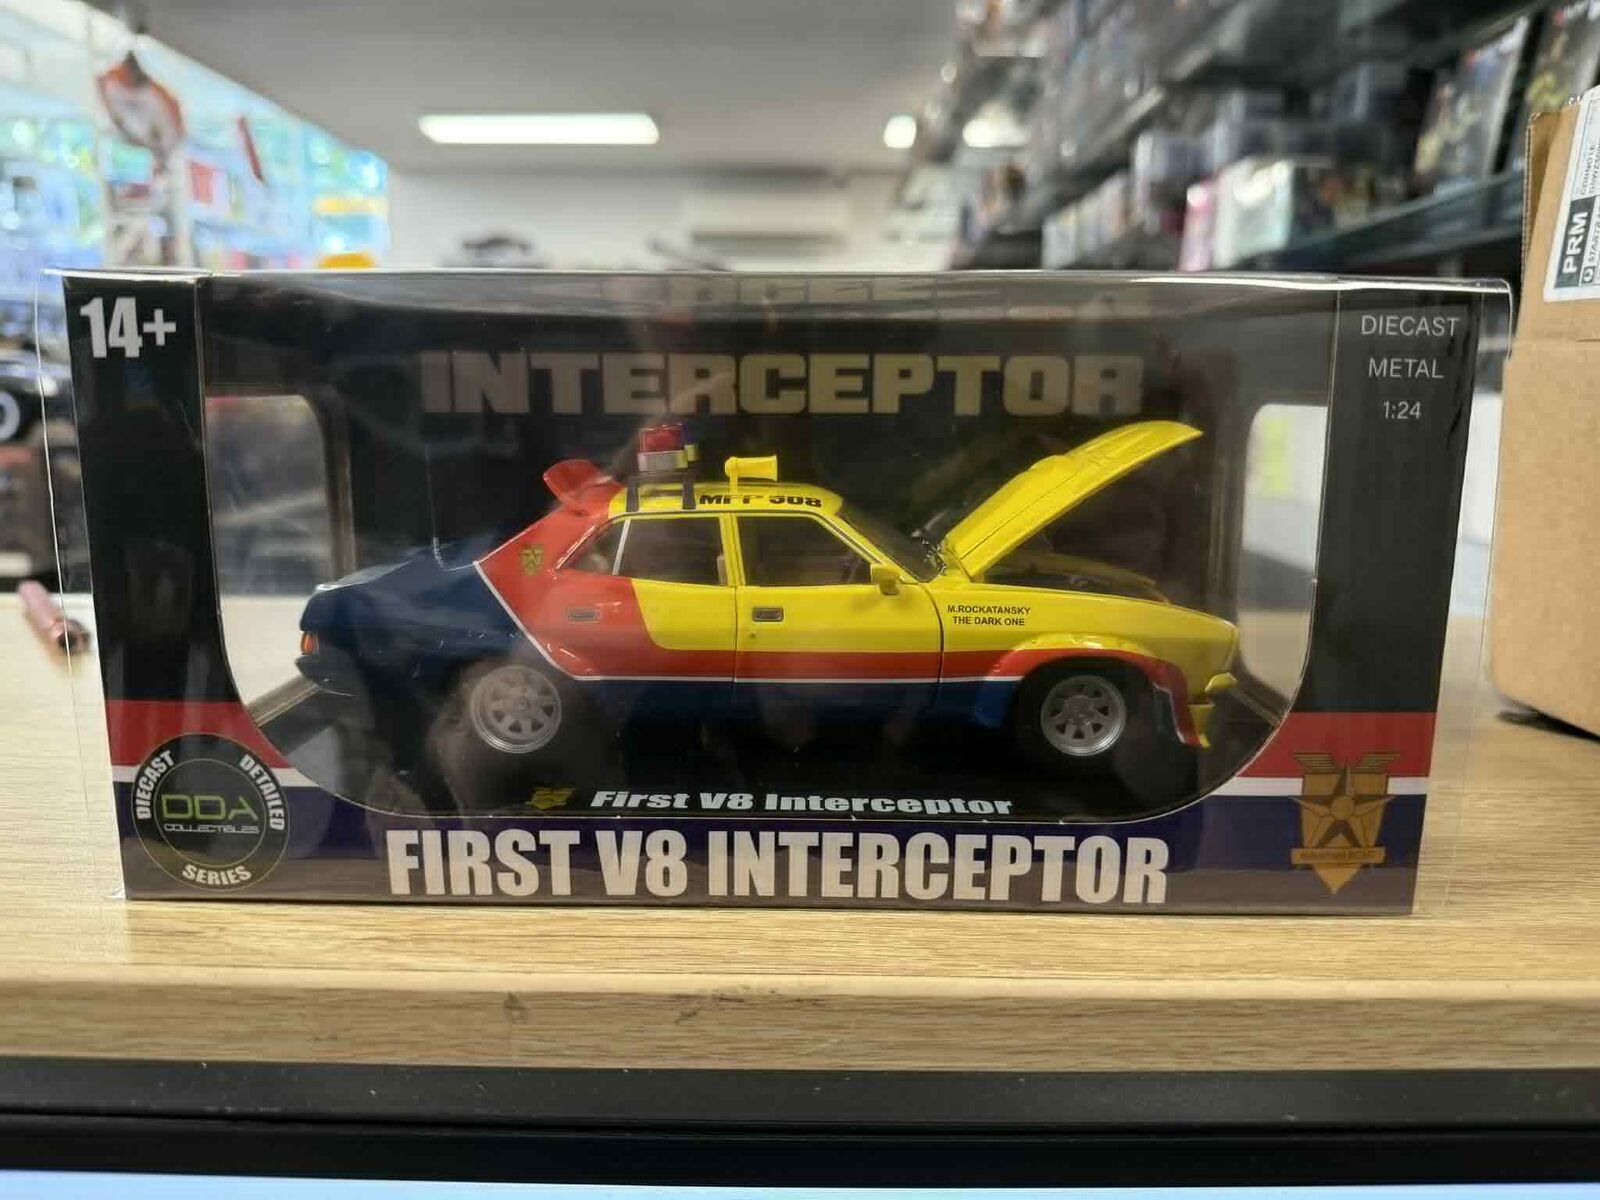 14+
DIECAST
METAL
1:24
INTERCEPTOR
MFP 508
M.ROCKATANSKY
THE DARK ONE
First V8 Interceptor
FIRST V8 INTERCEPTOR
DIECAST
DETAILED
DDA
COLLECTIBLES
SERIES
PRM